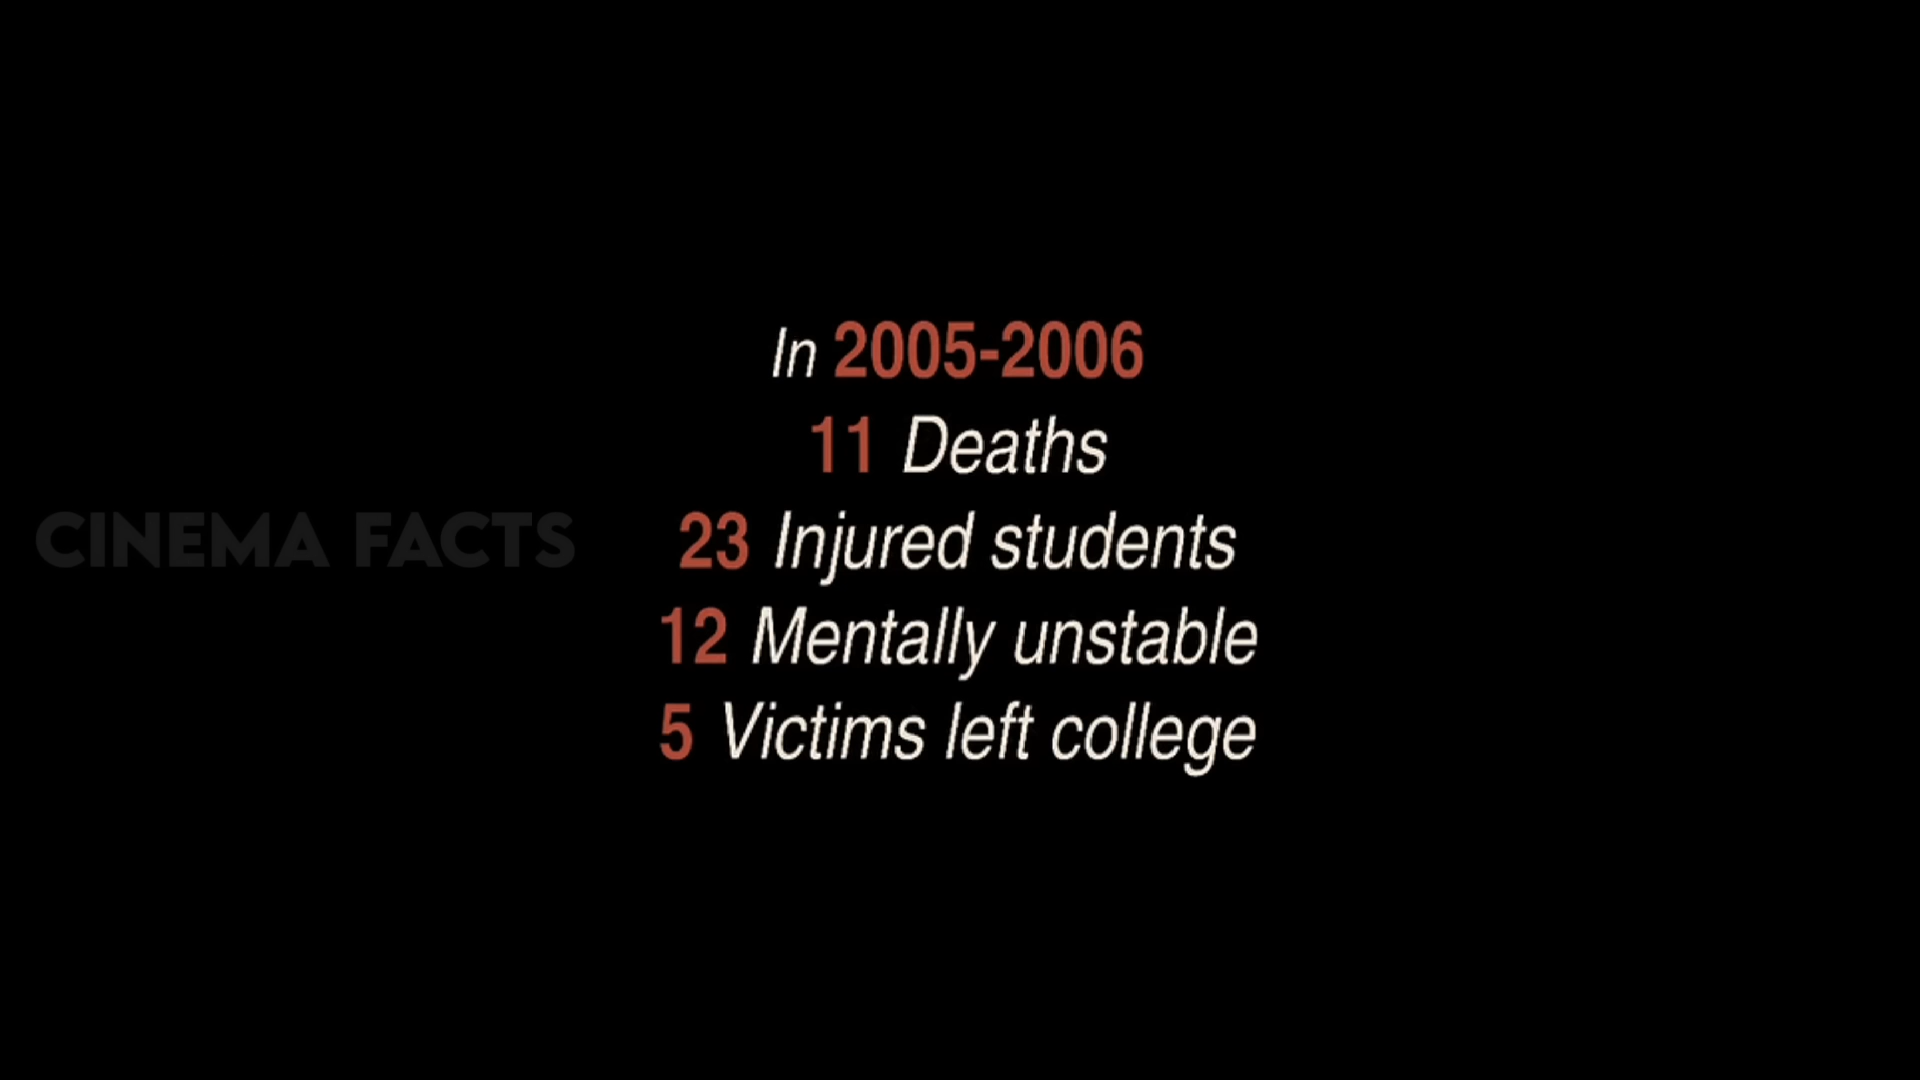 In 2005-2006
11 Deaths
CINEMA FACTS
23 Injured students
12 Mentally unstable
5 Victims left college